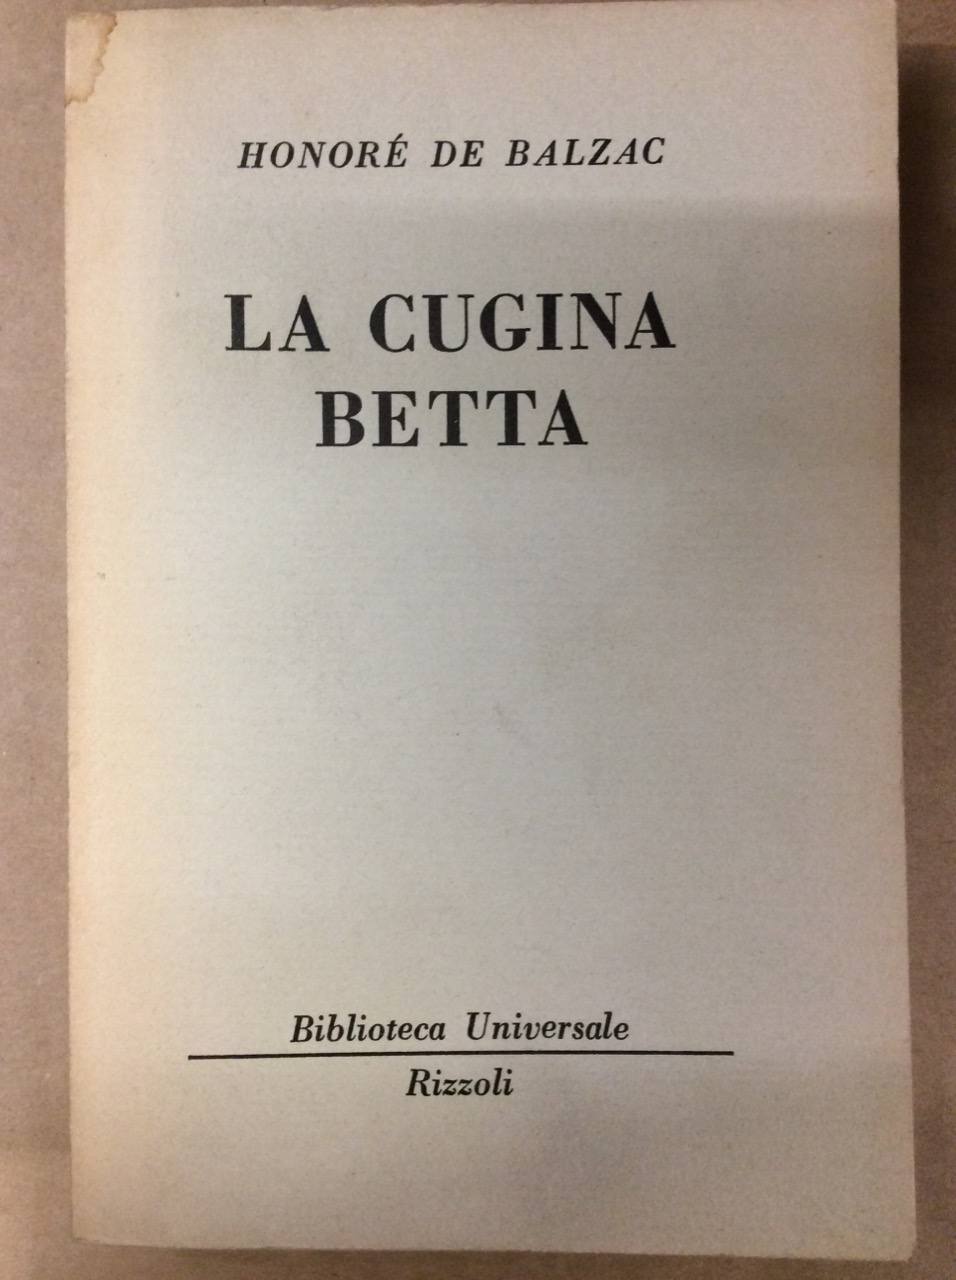 HONORÉ DE BALZAC
LA CUGINA
BETTA
Biblioteca Universale
Rizzoli